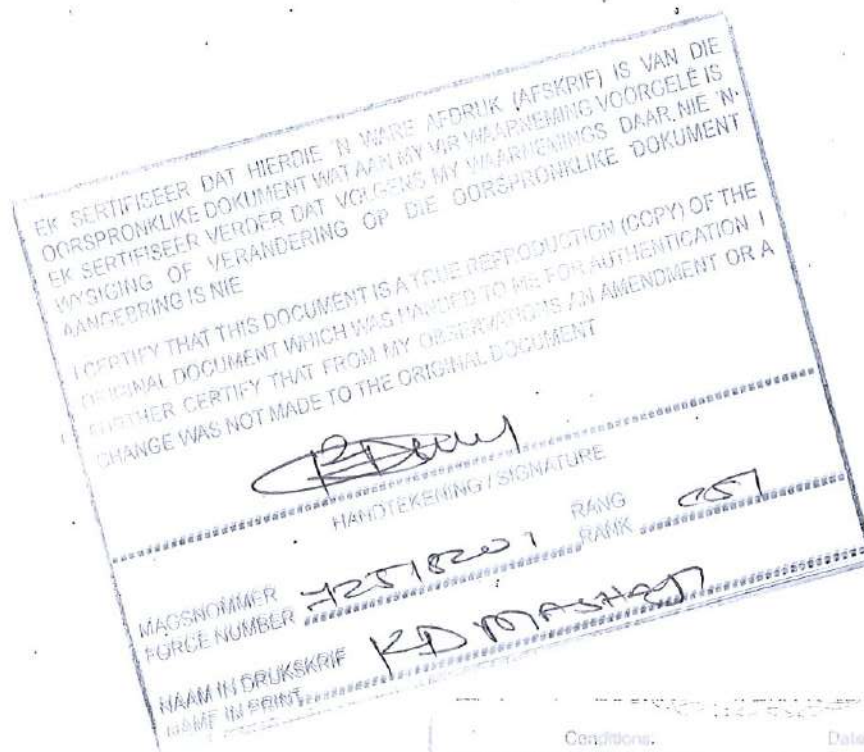 EK SERTIFISEER DAT HIERDIE 'N WARE AFDRUK (AFSKRIF) IS VAN DIE
OORSPRONKLIKE DOKUMENT WAT AAN MY VIR WAARNEMING VOORGELÊ IS
EK SERTIFISEER VERDER DAT VOLGENS MY WAARNEMINGS DAAR NIE 'N
WYSIGING OF VERANDERING OP DIE OORSPRONKLIKE DOKUMENT
AANGEBRING IS NIE
I CERTIFY THAT THIS DOCUMENT IS A TRUE REPRODUCTION (COPY) OF THE
ORIGINAL DOCUMENT WHICH WAS HANDED TO ME FOR AUTHENTICATION I
FURTHER CERTIFY THAT FROM MY OBSERVATIONS AN AMENDMENT OR A
CHANGE WAS NOT MADE TO THE ORIGINAL DOCUMENT
HANDTEKENING / SIGNATURE
MAGSNOMMER
FORCE NUMBER 72518207
RANG
RANK
NAAM IN DRUKSKRIF
NAME IN PRINT KD
Conditions. Date